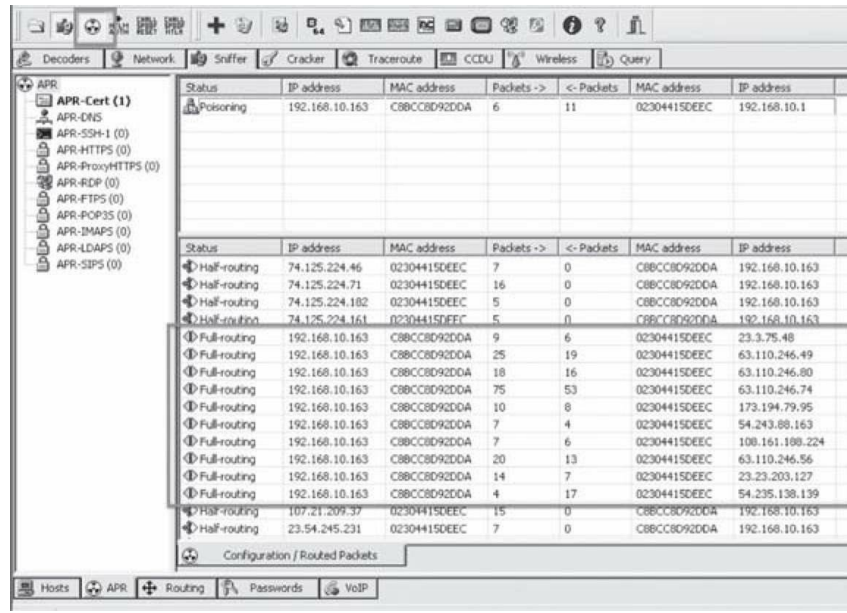 Decoders Network Sniffer Cracker Traceroute CCDU Wireless Query
APR
APR-Cert (1)
APR-DNS
APR-SSH-1 (0)
APR-HTTPS (0)
APR-ProxyHTTPS (0)
APR-RDP (0)
APR-FTPS (0)
APR-POP3S (0)
APR-IMAPS (0)
APR-LDAPS (0)
APR-SIPS (0)
Status IP address MAC address Packets -> <- Packets MAC address IP address
Poisoning 192.168.10.163 C8BCC8D92DDA 6 11 02304415DEEC 192.168.10.1
Status IP address MAC address Packets -> <- Packets MAC address IP address
Half-routing 74.125.224.46 02304415DEEC 7 0 C8BCC8D92DDA 192.168.10.163
Half-routing 74.125.224.71 02304415DEEC 16 0 C8BCC8D92DDA 192.168.10.163
Half-routing 74.125.224.182 02304415DEEC 5 0 C8BCC8D92DDA 192.168.10.163
Half-routing 74.125.224.161 02304415DEEC 5 0 C8BCC8D92DDA 192.168.10.163
Full-routing 192.168.10.163 C8BCC8D92DDA 9 6 02304415DEEC 23.3.75.48
Full-routing 192.168.10.163 C8BCC8D92DDA 25 19 02304415DEEC 63.110.246.49
Full-routing 192.168.10.163 C8BCC8D92DDA 18 16 02304415DEEC 63.110.246.80
Full-routing 192.168.10.163 C8BCC8D92DDA 75 53 02304415DEEC 63.110.246.74
Full-routing 192.168.10.163 C8BCC8D92DDA 10 8 02304415DEEC 173.194.79.95
Full-routing 192.168.10.163 C8BCC8D92DDA 7 4 02304415DEEC 54.243.88.163
Full-routing 192.168.10.163 C8BCC8D92DDA 7 6 02304415DEEC 108.161.188.224
Full-routing 192.168.10.163 C8BCC8D92DDA 20 13 02304415DEEC 63.110.246.56
Full-routing 192.168.10.163 C8BCC8D92DDA 14 7 02304415DEEC 23.23.203.127
Full-routing 192.168.10.163 C8BCC8D92DDA 4 17 02304415DEEC 54.235.138.139
Half-routing 107.21.209.37 02304415DEEC 15 0 C8BCC8D92DDA 192.168.10.163
Half-routing 23.54.245.231 02304415DEEC 7 0 C8BCC8D92DDA 192.168.10.163
Configuration / Routed Packets
Hosts APR Routing Passwords VoIP